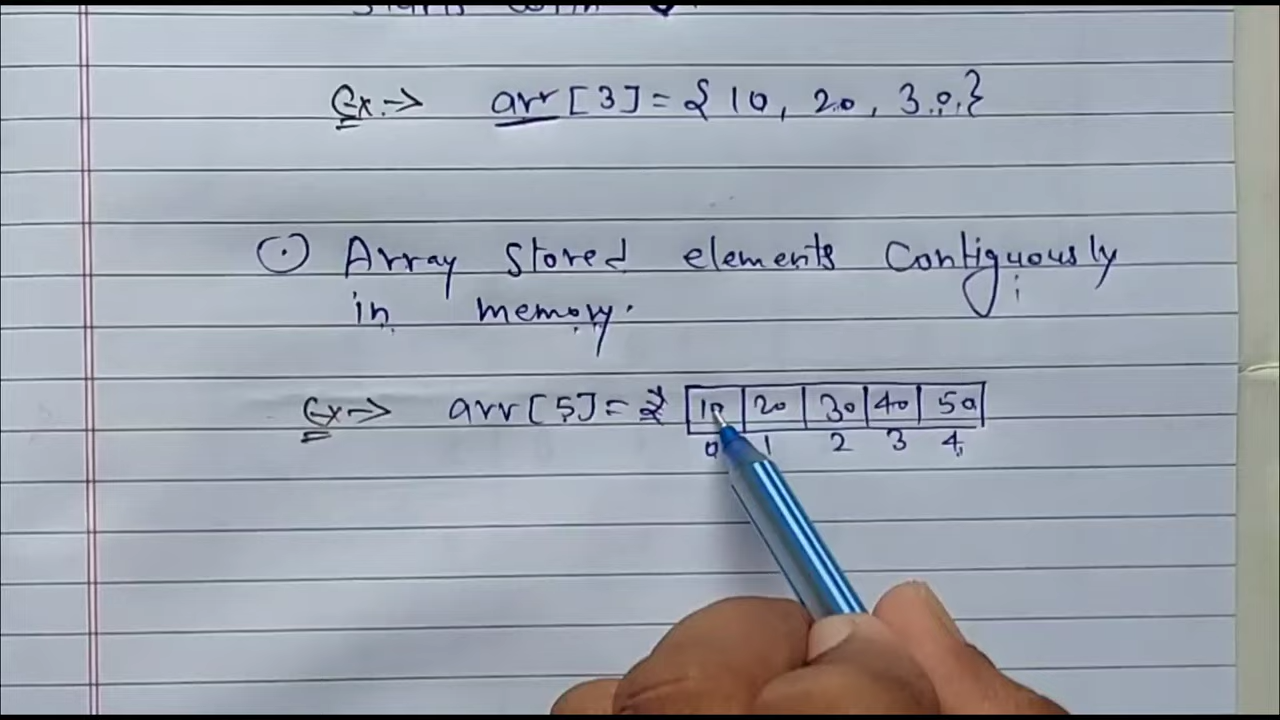 Ex. → arr[3] = { 10, 20, 30.}
⊙ Array stored elements contiguously
in memory.
Ex → arr[5] = 10 20 30 40 50
0 1 2 3 4